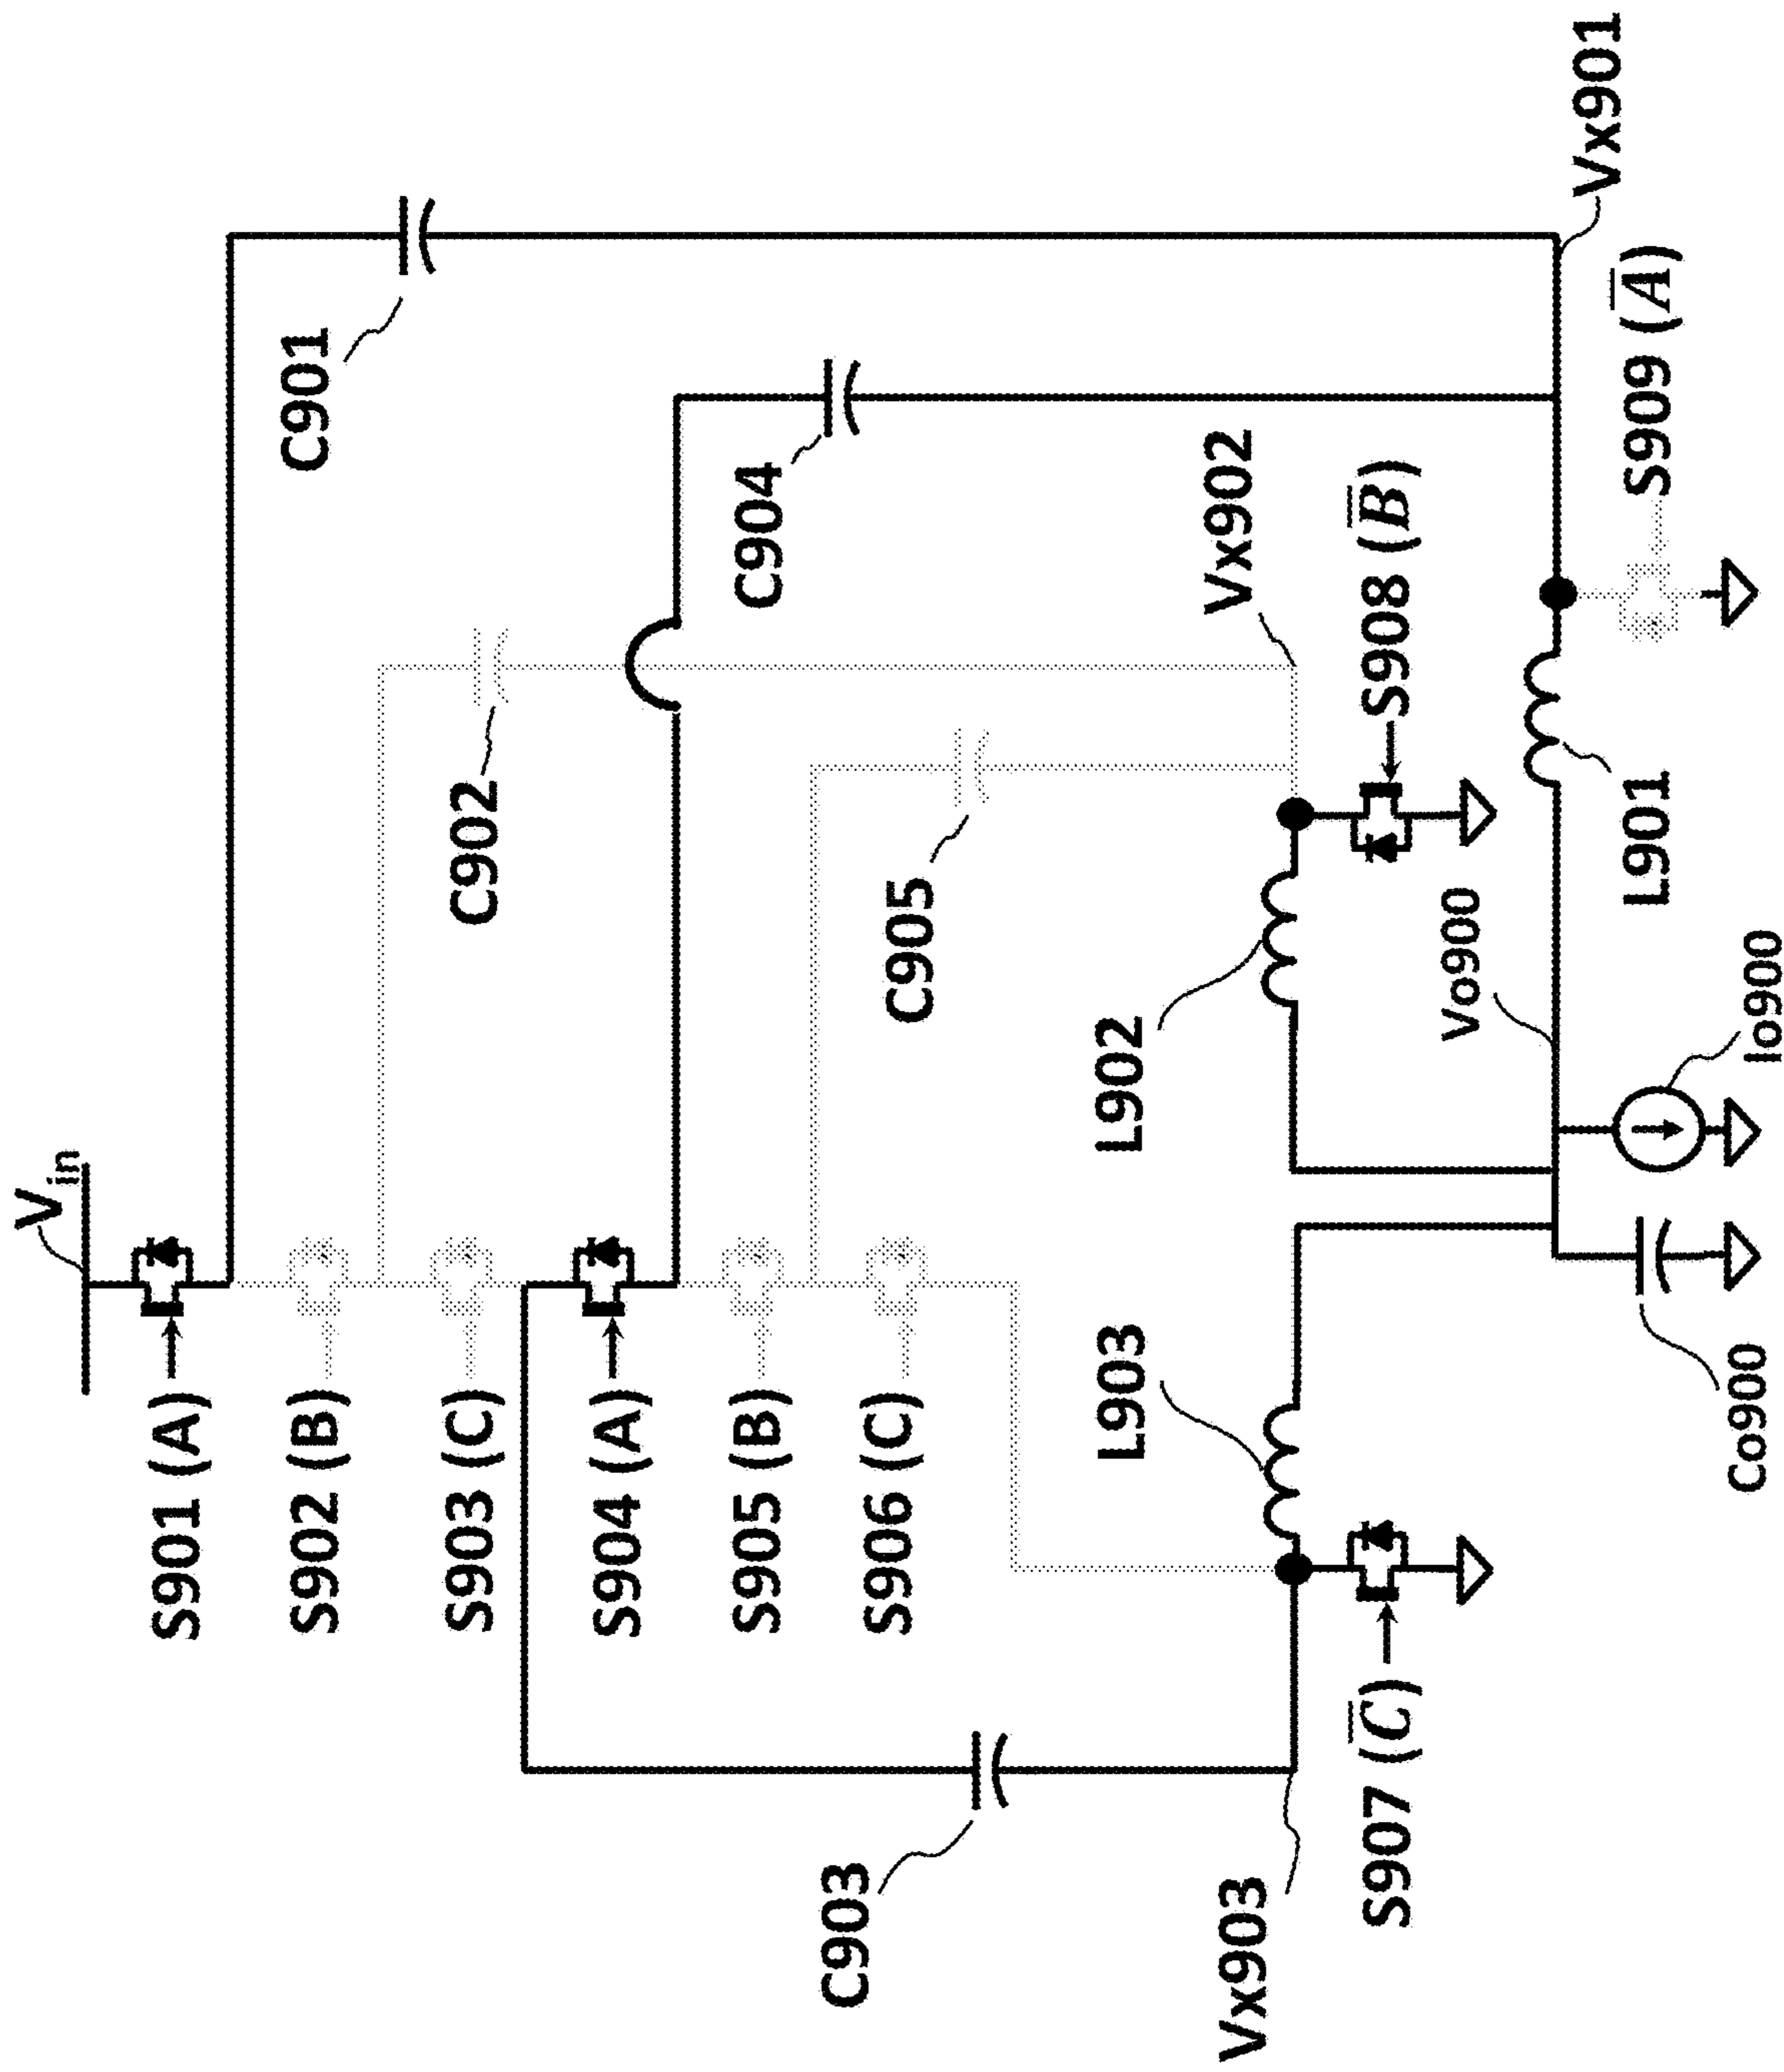 Vin
S901 (A)
S902 (B)
S903 (C)
S904 (A)
S905 (B)
S906 (C)
C901
C904
C902
C905
C903
L903
L902
Vx902
Vx903
S907 (C̅)
S908 (B̅)
Vo900
Vx901
S909 (A̅)
L901
Co900
Io900